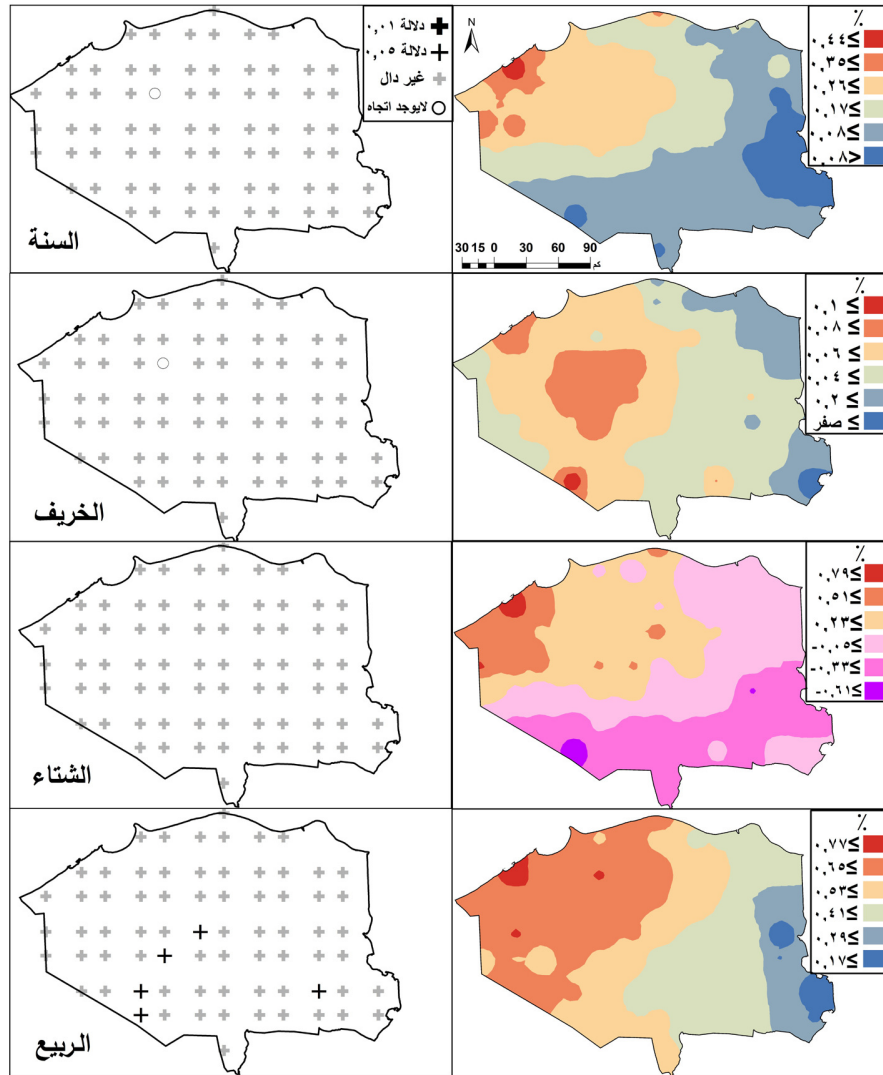 دلالة ٠,٠١
دلالة ٠,٠٥
غير دال
لايوجد اتجاه
السنة
N
%
≤٠,٤٤
≤٠,٣٥
≤٠,٢٦
≤٠,١٧
≤٠,٠٨
>٠,٠٨
30 15 0 30 60 90
كم
الخريف
%
≤ ٠,١
≤ ٠,٠٨
≤ ٠,٠٦
≤ ٠,٠٤
≤ ٠,٢
≤ صفر
الشتاء
%
≤٠,٧٩
≤٠,٥١
≤٠,٢٣
≤-٠,٠٥
≤-٠,٣٣
≤-٠,٦١
الربيع
%
≤٠,٧٧
≤٠,٦٥
≤٠,٥٣
≤٠,٤١
≤٠,٢٩
≤٠,١٧